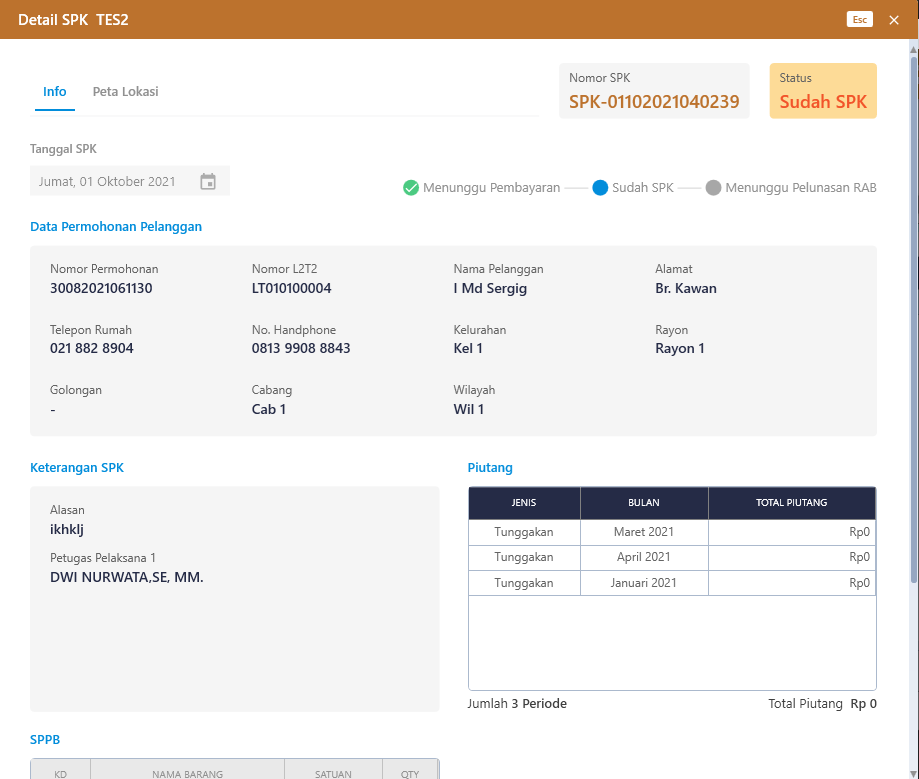 Detail SPK  TES2
Esc
Info
Peta Lokasi
Nomor SPK
SPK-01102021040239
Status
Sudah SPK
Tanggal SPK
Jumat, 01 Oktober 2021
Menunggu Pembayaran
Sudah SPK
Menunggu Pelunasan RAB
Data Permohonan Pelanggan
Nomor Permohonan
30082021061130
Nomor L2T2
LT010100004
Nama Pelanggan
I Md Sergig
Alamat
Br. Kawan
Telepon Rumah
021 882 8904
No. Handphone
0813 9908 8843
Kelurahan
Kel 1
Rayon
Rayon 1
Golongan
-
Cabang
Cab 1
Wilayah
Wil 1
Keterangan SPK
Alasan
ikhklj
Petugas Pelaksana 1
DWI NURWATA,SE, MM.
Piutang
JENIS BULAN TOTAL PIUTANG
Tunggakan Maret 2021 Rp0
Tunggakan April 2021 Rp0
Tunggakan Januari 2021 Rp0
Jumlah 3 Periode
Total Piutang Rp 0
SPPB
KD NAMA BARANG SATUAN QTY